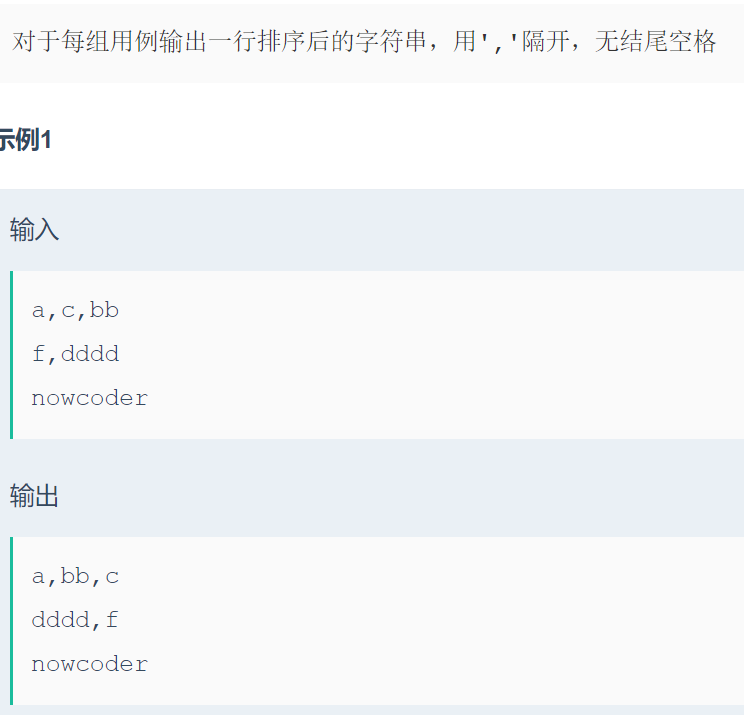 对于每组用例输出一行排序后的字符串，用','隔开，无结尾空格
示例1
输入
a,c,bb
f,dddd
nowcoder
输出
a,bb,c
dddd,f
nowcoder